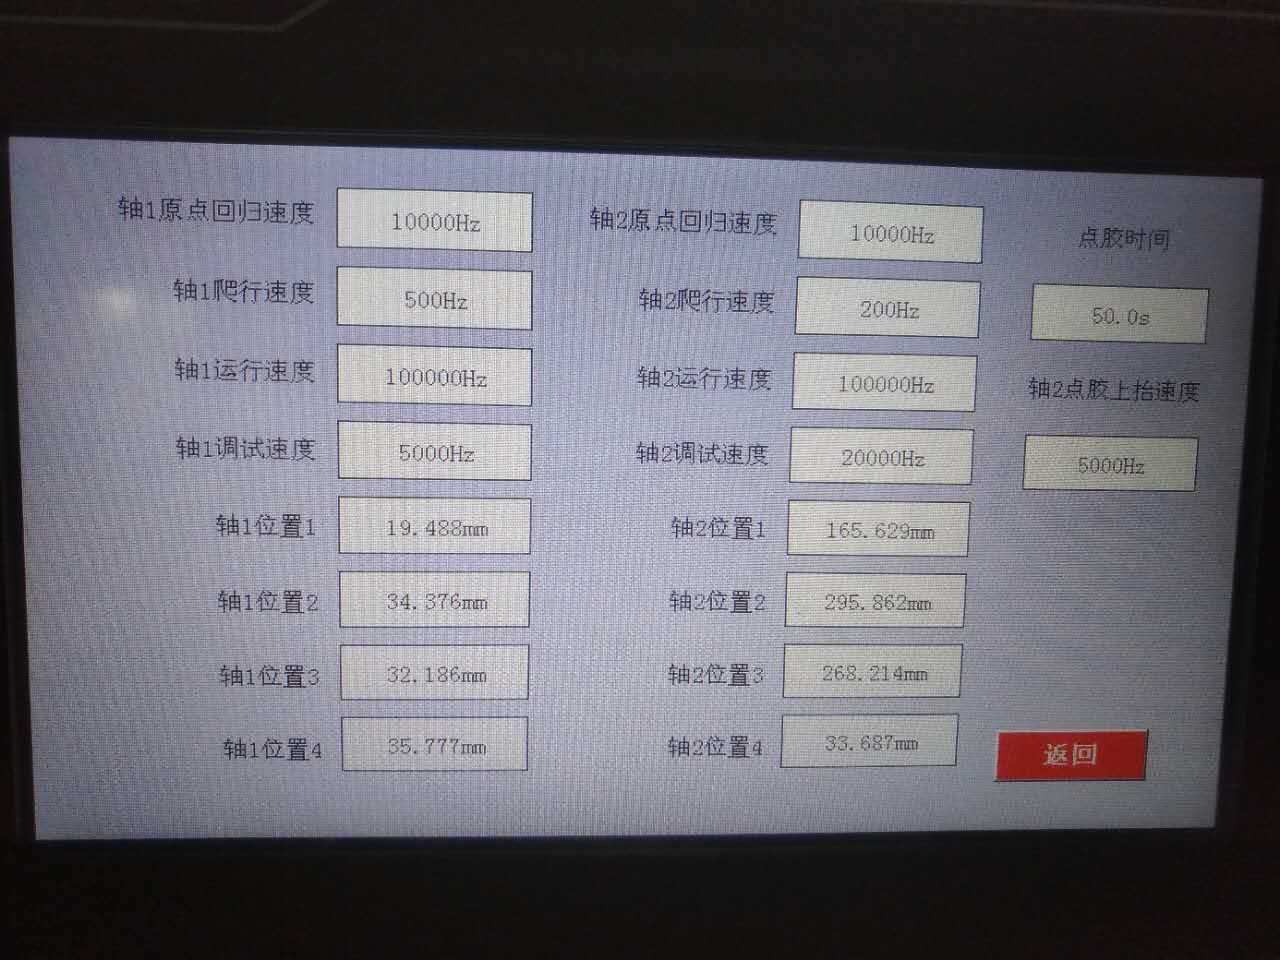 轴1原点回归速度 10000Hz 轴2原点回归速度 10000Hz 点胶时间
轴1爬行速度 500Hz 轴2爬行速度 200Hz 50.0s
轴1运行速度 100000Hz 轴2运行速度 100000Hz 轴2点胶上抬速度
轴1调试速度 5000Hz 轴2调试速度 20000Hz 5000Hz
轴1位置1 19.488mm 轴2位置1 165.629mm
轴1位置2 34.376mm 轴2位置2 295.862mm
轴1位置3 32.186mm 轴2位置3 268.214mm
轴1位置4 35.777mm 轴2位置4 33.687mm 返回